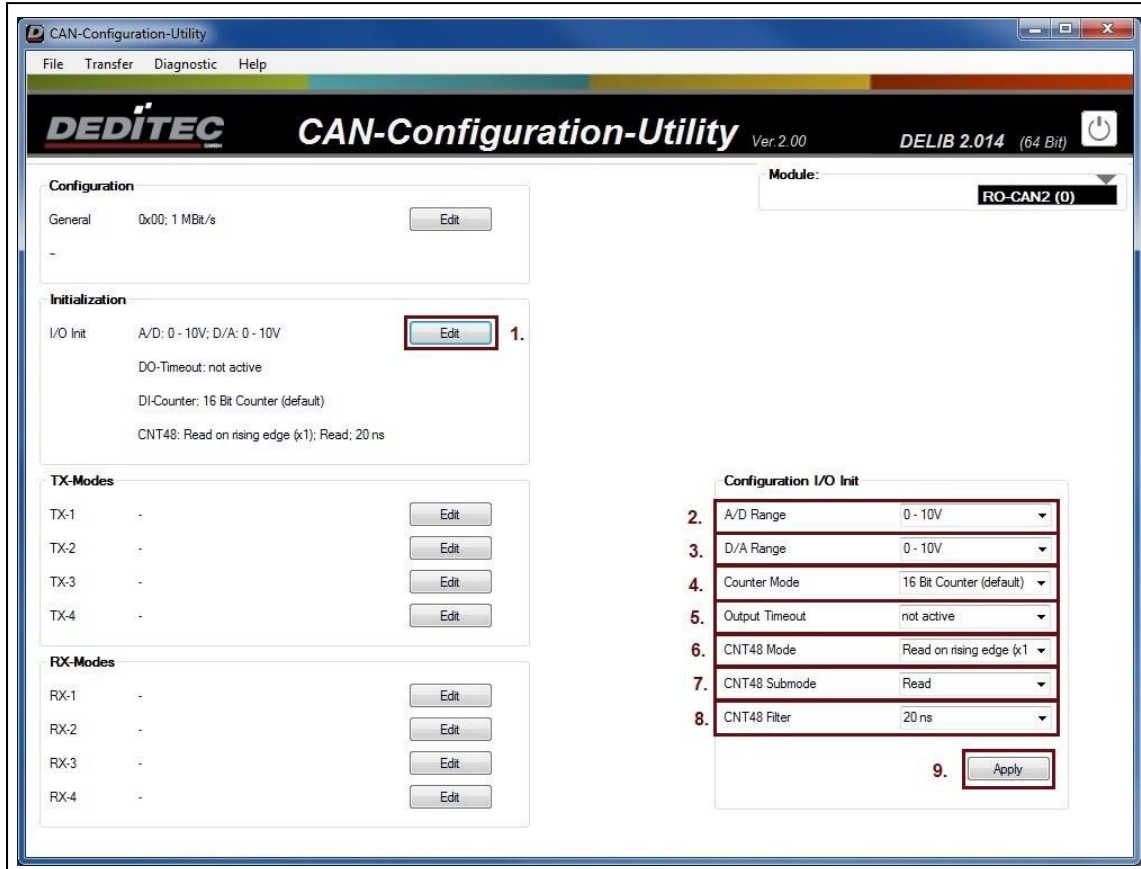 CAN-Configuration-Utility
File Transfer Diagnostic Help
DEDITEC GMBH CAN-Configuration-Utility Ver.2.00 DELIB 2.014 (64 Bit)
Module:
RO-CAN2 (0)
Configuration
General 0x00; 1 MBit/s Edit
-
Initialization
I/O Init A/D: 0 - 10V; D/A: 0 - 10V Edit 1.
DO-Timeout: not active
DI-Counter: 16 Bit Counter (default)
CNT48: Read on rising edge (x1); Read; 20 ns
TX-Modes
TX-1 - Edit
TX-2 - Edit
TX-3 - Edit
TX-4 - Edit
RX-Modes
RX-1 - Edit
RX-2 - Edit
RX-3 - Edit
RX-4 - Edit
Configuration I/O Init
2. A/D Range 0 - 10V
3. D/A Range 0 - 10V
4. Counter Mode 16 Bit Counter (default)
5. Output Timeout not active
6. CNT48 Mode Read on rising edge (x1
7. CNT48 Submode Read
8. CNT48 Filter 20 ns
9. Apply